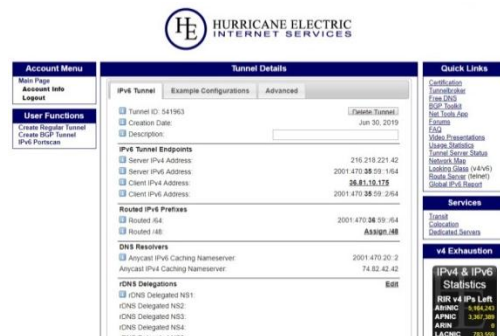 HE
HURRICANE ELECTRIC
INTERNET SERVICES
Account Menu
Main Page
Account Info
Logout
User Functions
Create Regular Tunnel
Create BGP Tunnel
IPv6 Portscan
Tunnel Details
IPv6 Tunnel
Example Configurations
Advanced
Tunnel ID: 541963
Delete Tunnel
Creation Date:
Jun 30, 2019
Description:
IPv6 Tunnel Endpoints
Server IPv4 Address:
216.218.221.42
Server IPv6 Address:
2001:470:35:59::1/64
Client IPv4 Address:
36.81.10.175
Client IPv6 Address:
2001:470:35:59::2/64
Routed IPv6 Prefixes
Routed /64:
2001:470:36:59::/64
Routed /48:
Assign /48
DNS Resolvers
Anycast IPv6 Caching Nameserver:
2001:470:20::2
Anycast IPv4 Caching Nameserver:
74.82.42.42
rDNS Delegations
Edit
rDNS Delegated NS1:
rDNS Delegated NS2:
rDNS Delegated NS3:
rDNS Delegated NS4:
Quick Links
Certification
Tunnelbroker
Free DNS
BGP Toolkit
Net Tools App
Forums
FAQ
Video Presentations
Usage Statistics
Tunnel Server Status
Network Map
Looking Glass (v4/v6)
Route Server (telnet)
Global IPv6 Report
Services
Transit
Colocation
Dedicated Servers
v4 Exhaustion
IPv4 & IPv6
Statistics
RIR v4 IPs Left
AfriNIC
APNIC
ARIN 0
LACNIC